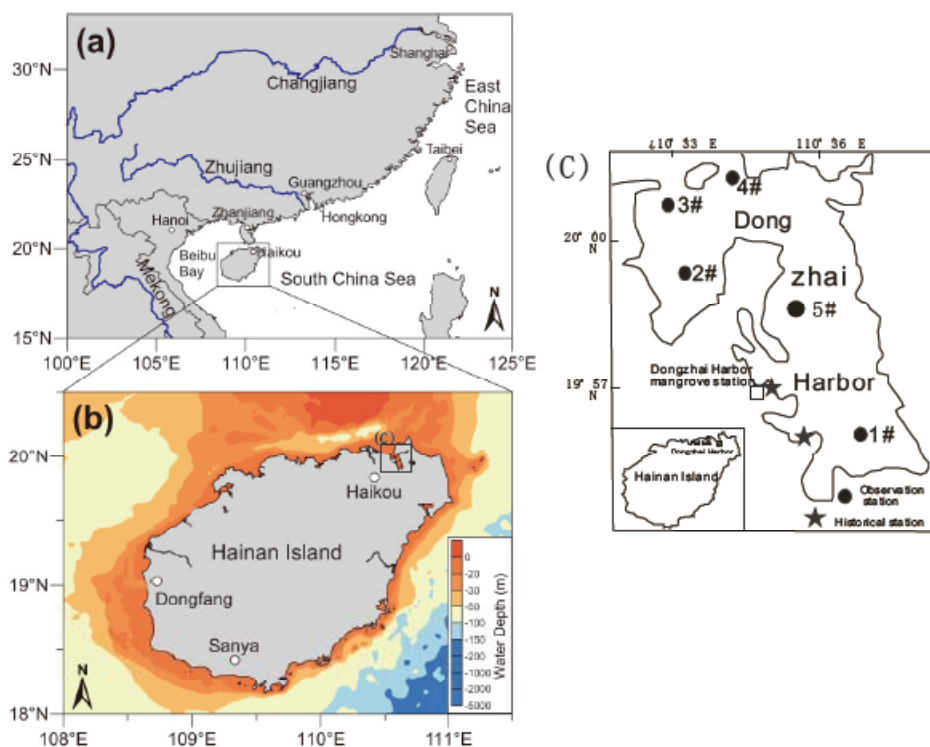 (a)
30°N
25°N
20°N
15°N
100°E
105°E
110°E
115°E
120°E
125°E
Shanghai
Changjiang
East
China
Sea
Taibei
Zhujiang
Guangzhou
Hongkong
Zhanjiang
Hanoi
Haikou
Beibu
Bay
South China Sea
Mekong
N
(b)
20°N
19°N
18°N
108°E
109°E
110°E
111°E
(C)
Haikou
Hainan Island
Dongfang
Sanya
N
0
-20
-30
-50
-100
-150
-200
-1000
-2000
-5000
Water Depth (m)
(C)
110° 33 E
110° 36 E
20° 00
N
19° 57
N
4#
3#
Dong
2#
zhai
5#
Dongzhai Harbor
mangrove station
Harbor
1#
Dongzhai Harbor
Hainan Island
Observation
station
Historical station